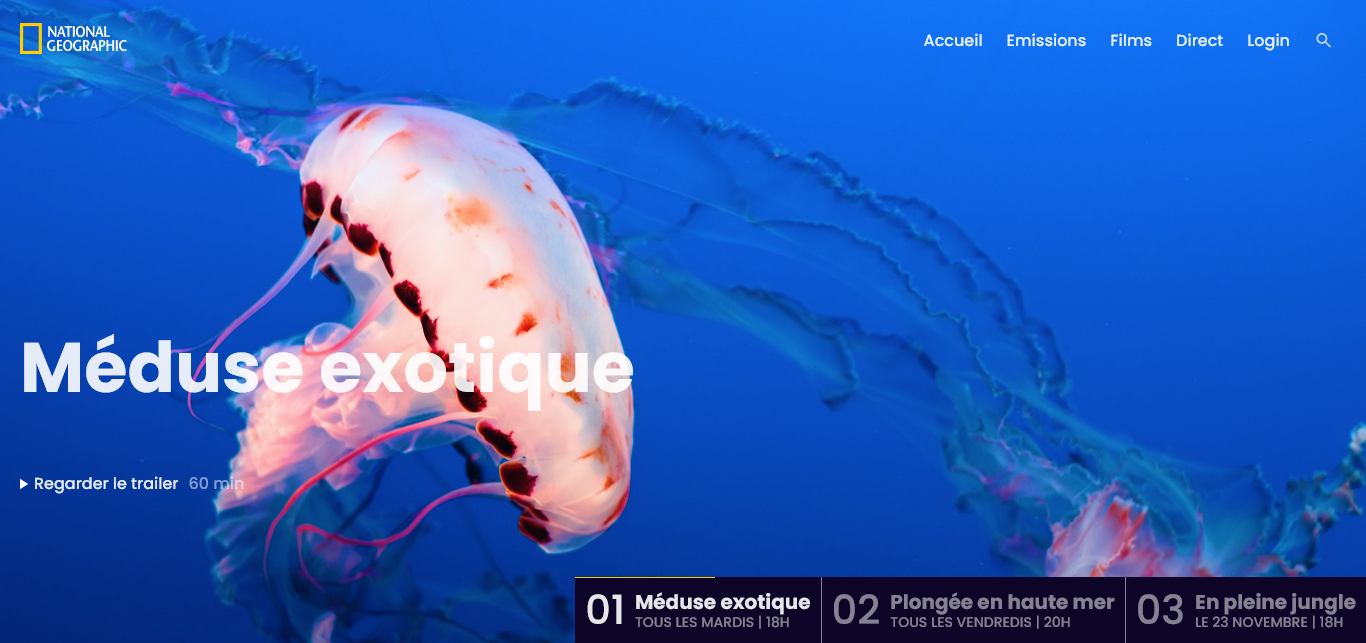 NATIONAL
GEOGRAPHIC
Accueil Emissions Films Direct Login
Méduse exotique
Regarder le trailer 60 min
01 Méduse exotique
TOUS LES MARDIS | 18H
02 Plongée en haute mer
TOUS LES VENDREDIS | 20H
03 En pleine jungle
LE 23 NOVEMBRE | 18H